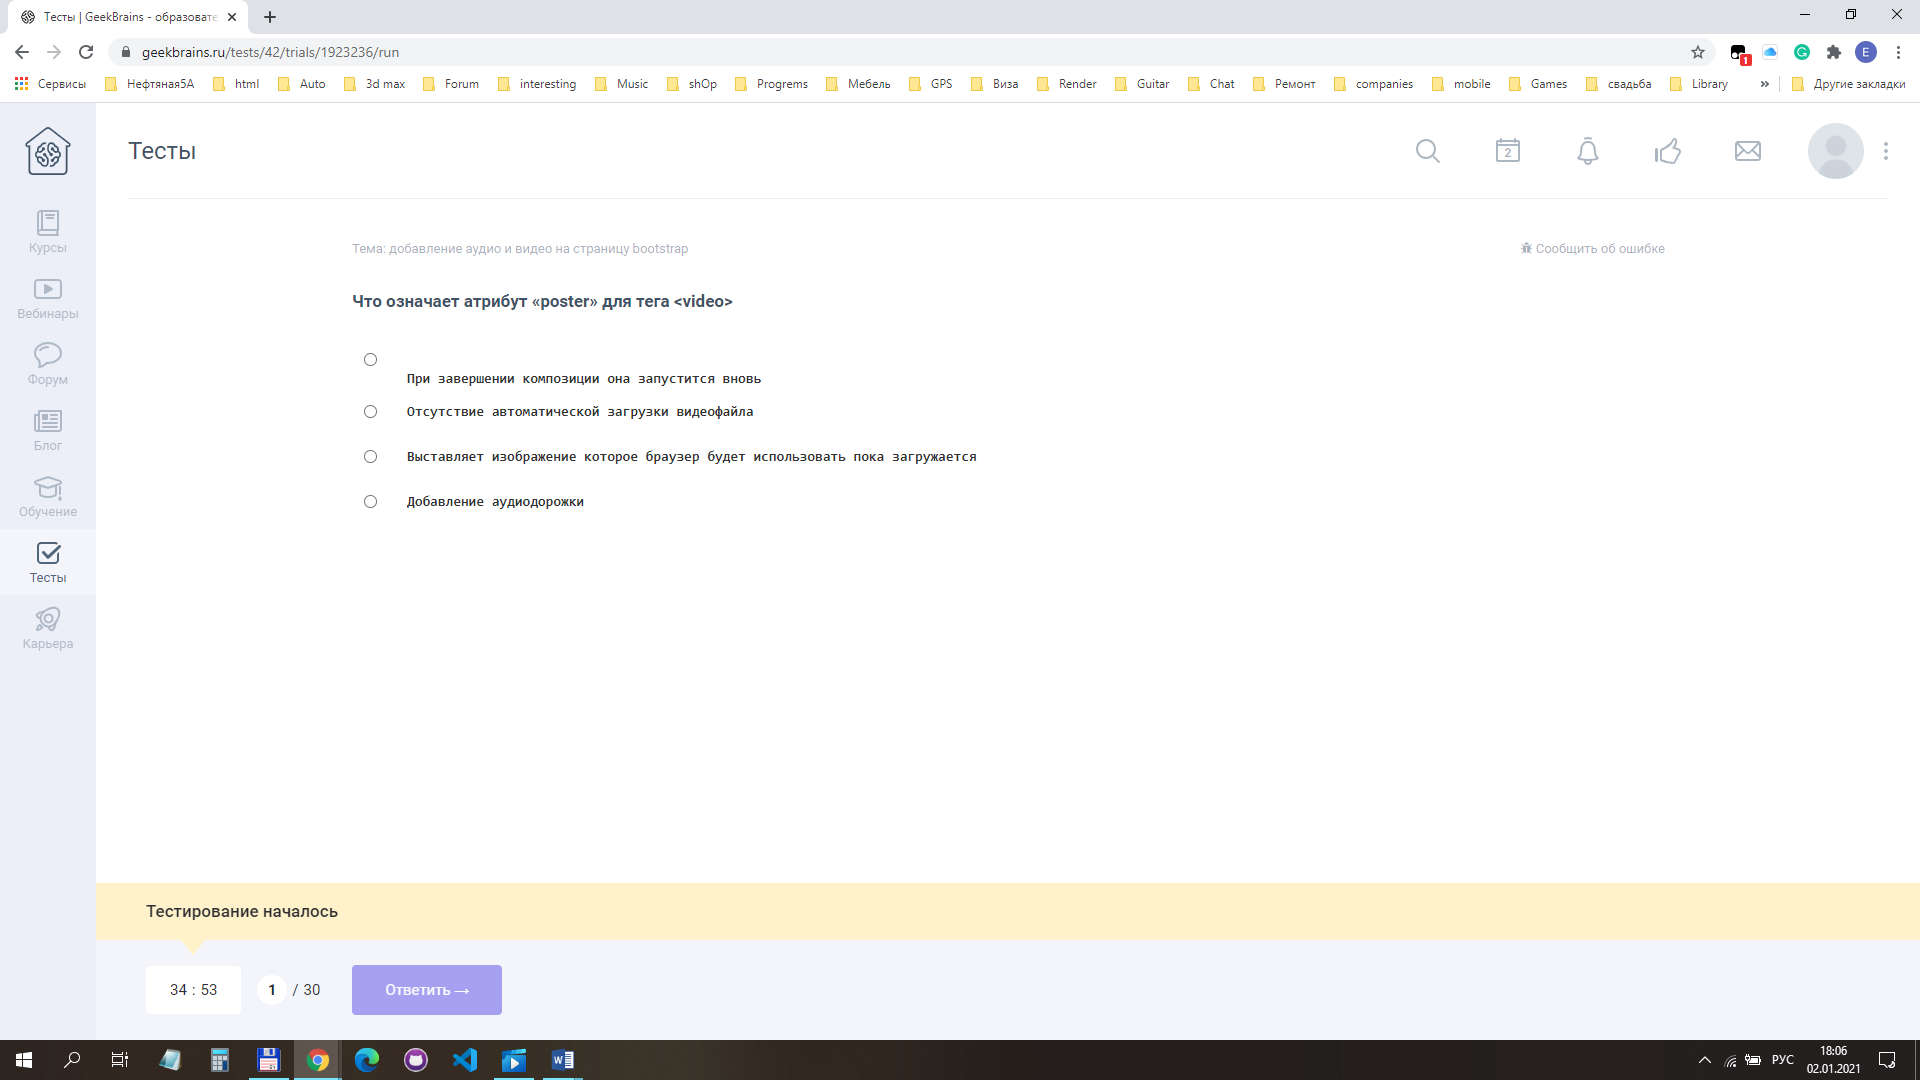 Тесты | GeekBrains - образовате
geekbrains.ru/tests/42/trials/1923236/run
1
E
Сервисы
Нефтяная5А
html
Auto
3d max
Forum
interesting
Music
shOp
Progrems
Мебель
GPS
Виза
Render
Guitar
Chat
Ремонт
companies
mobile
Games
свадьба
Library
»
Другие закладки
Тесты
2
Курсы
Вебинары
Форум
Блог
Обучение
Тесты
Карьера
Тема: добавление аудио и видео на страницу bootstrap
Сообщить об ошибке
Что означает атрибут «poster» для тега <video>
При завершении композиции она запустится вновь
Отсутствие автоматической загрузки видеофайла
Выставляет изображение которое браузер будет использовать пока загружается
Добавление аудиодорожки
Тестирование началось
34 : 53
1 / 30
Ответить →
РУС
18:06
02.01.2021